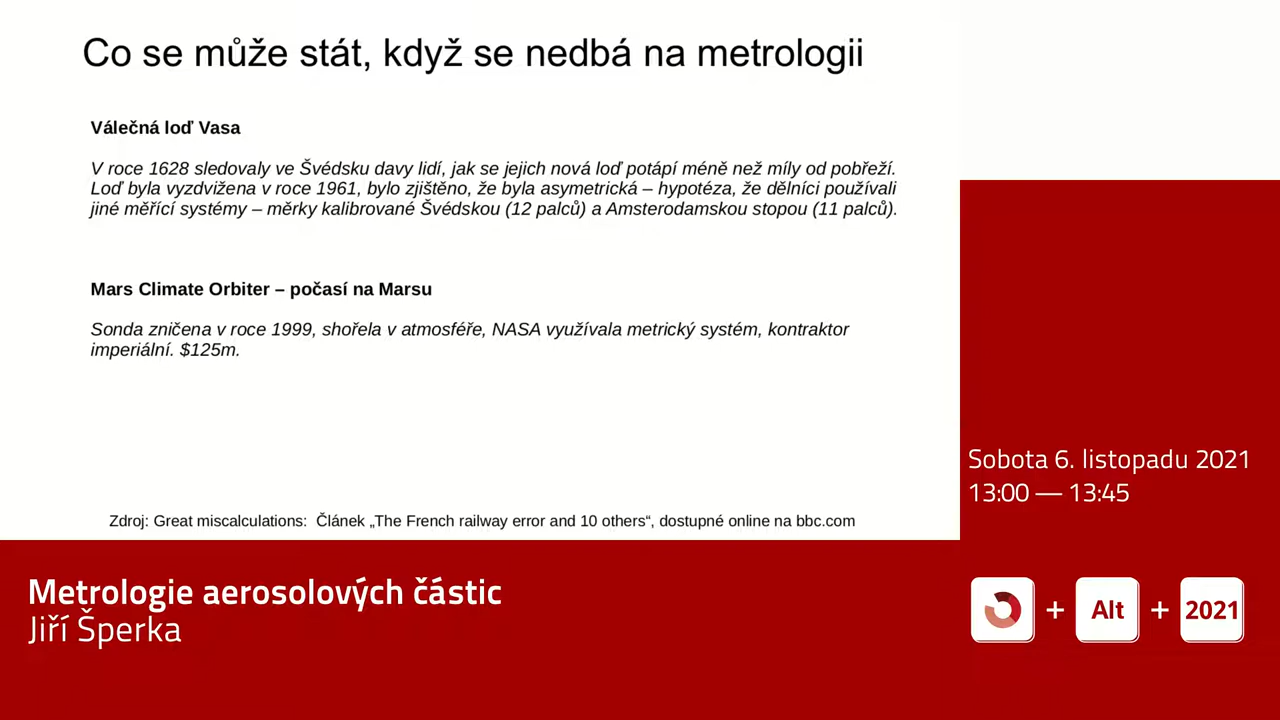 Co se může stát, když se nedbá na metrologii
Válečná loď Vasa
V roce 1628 sledovaly ve Švédsku davy lidí, jak se jejich nová loď potápí méně než míly od pobřeží.
Loď byla vyzdvižena v roce 1961, bylo zjištěno, že byla asymetrická – hypotéza, že dělníci používali
jiné měřící systémy – měrky kalibrované Švédskou (12 palců) a Amsterodamskou stopou (11 palců).
Mars Climate Orbiter – počasí na Marsu
Sonda zničena v roce 1999, shořela v atmosféře, NASA využívala metrický systém, kontraktor
imperiální. $125m.
Zdroj: Great miscalculations: Článek „The French railway error and 10 others“, dostupné online na bbc.com
Sobota 6. listopadu 2021
13:00 — 13:45
Metrologie aerosolových částic
Jiří Šperka
+ Alt + 2021